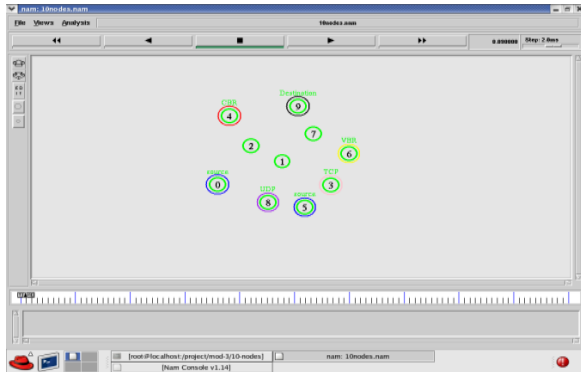 nam: 10nodes.nam
File Views Analysis
10nodes.nam
0.890000
Step: 2.0ms
Destination
9
CBR
4
7
2
VBR
6
1
source
0
TCP
3
UDP
8
source
5
[root@localhost:/project/mod-3/10-nodes]
nam: 10nodes.nam
[Nam Console v1.14]